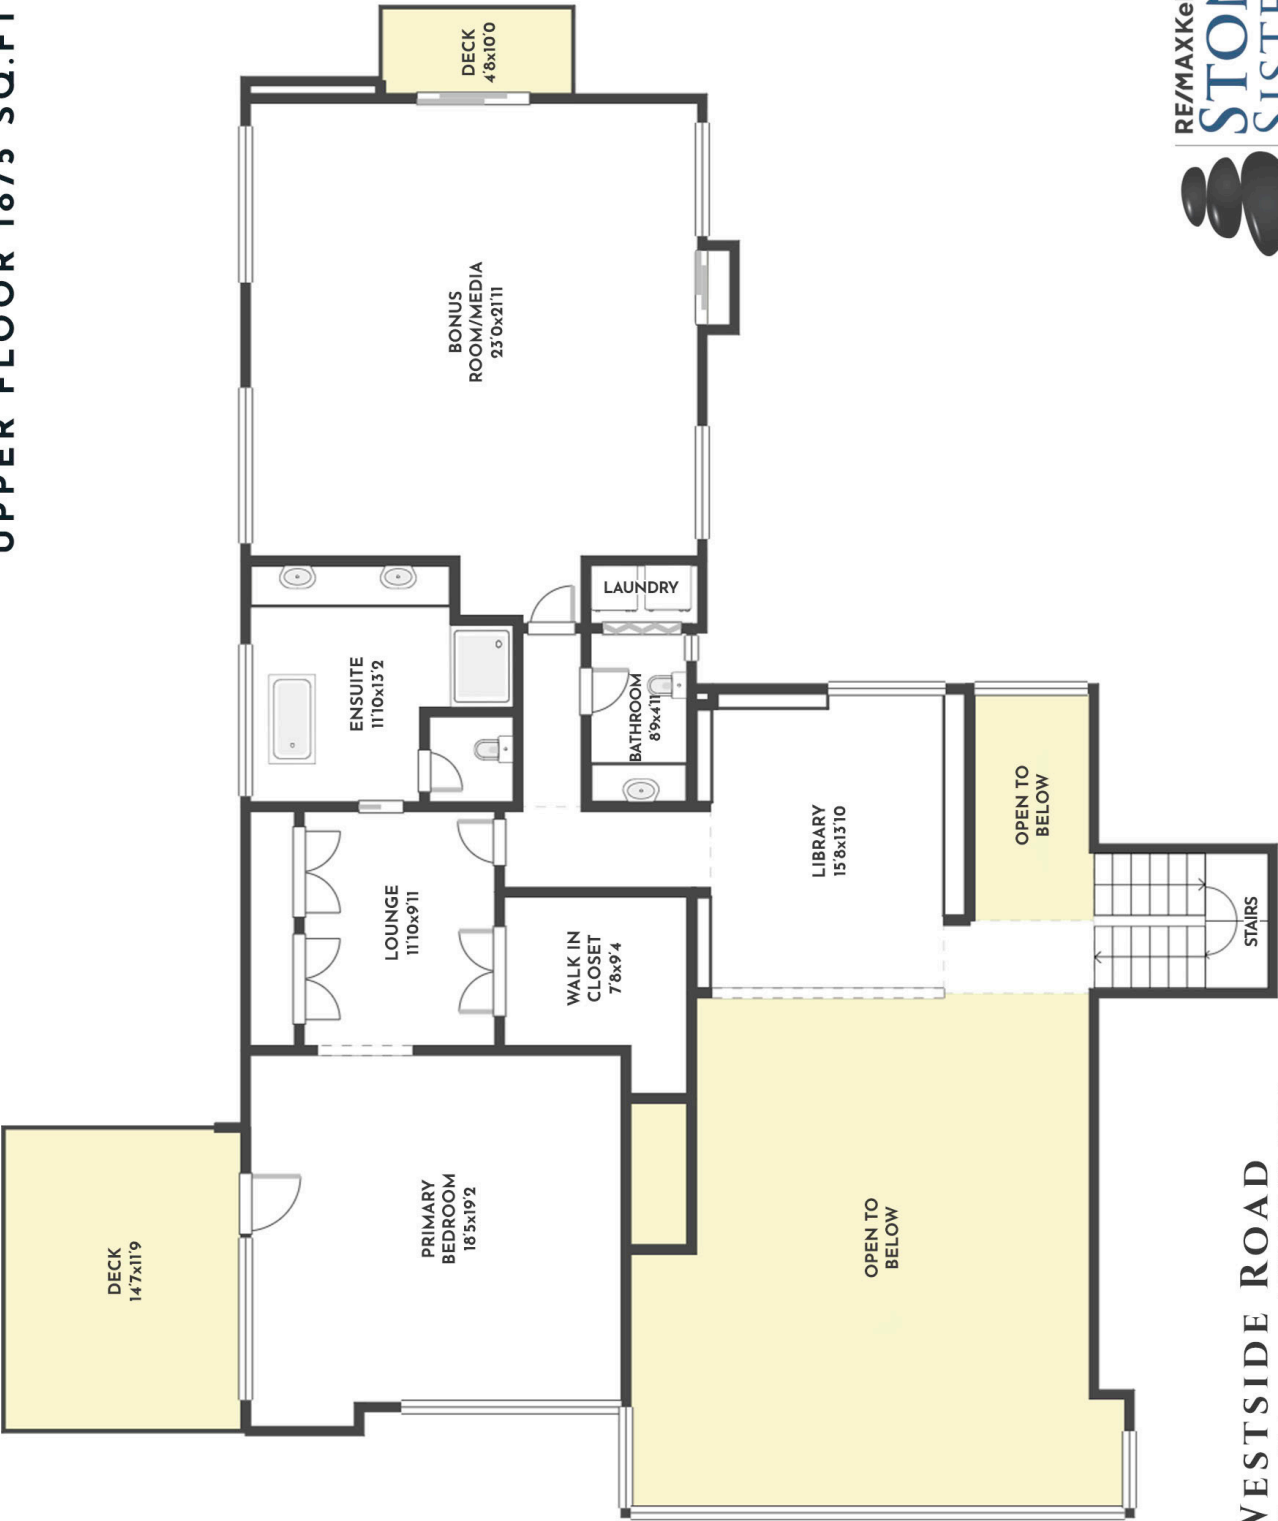 UPPER FLOOR 1875 SQ.FT
DECK
4'8x10'0
RE/MAX
BONUS
ROOM/MEDIA
23'0x21'11
LAUNDRY
ENSUITE
11'10x13'2
BATHROOM
8'9x4'11
OPEN TO
BELOW
LIBRARY
15'8x13'10
LOUNGE
11'10x9'11
WALK IN
CLOSET
7'8x9'4
STAIRS
PRIMARY
BEDROOM
18'5x19'2
DECK
14'7x11'9
OPEN TO
BELOW
WESTSIDE ROAD